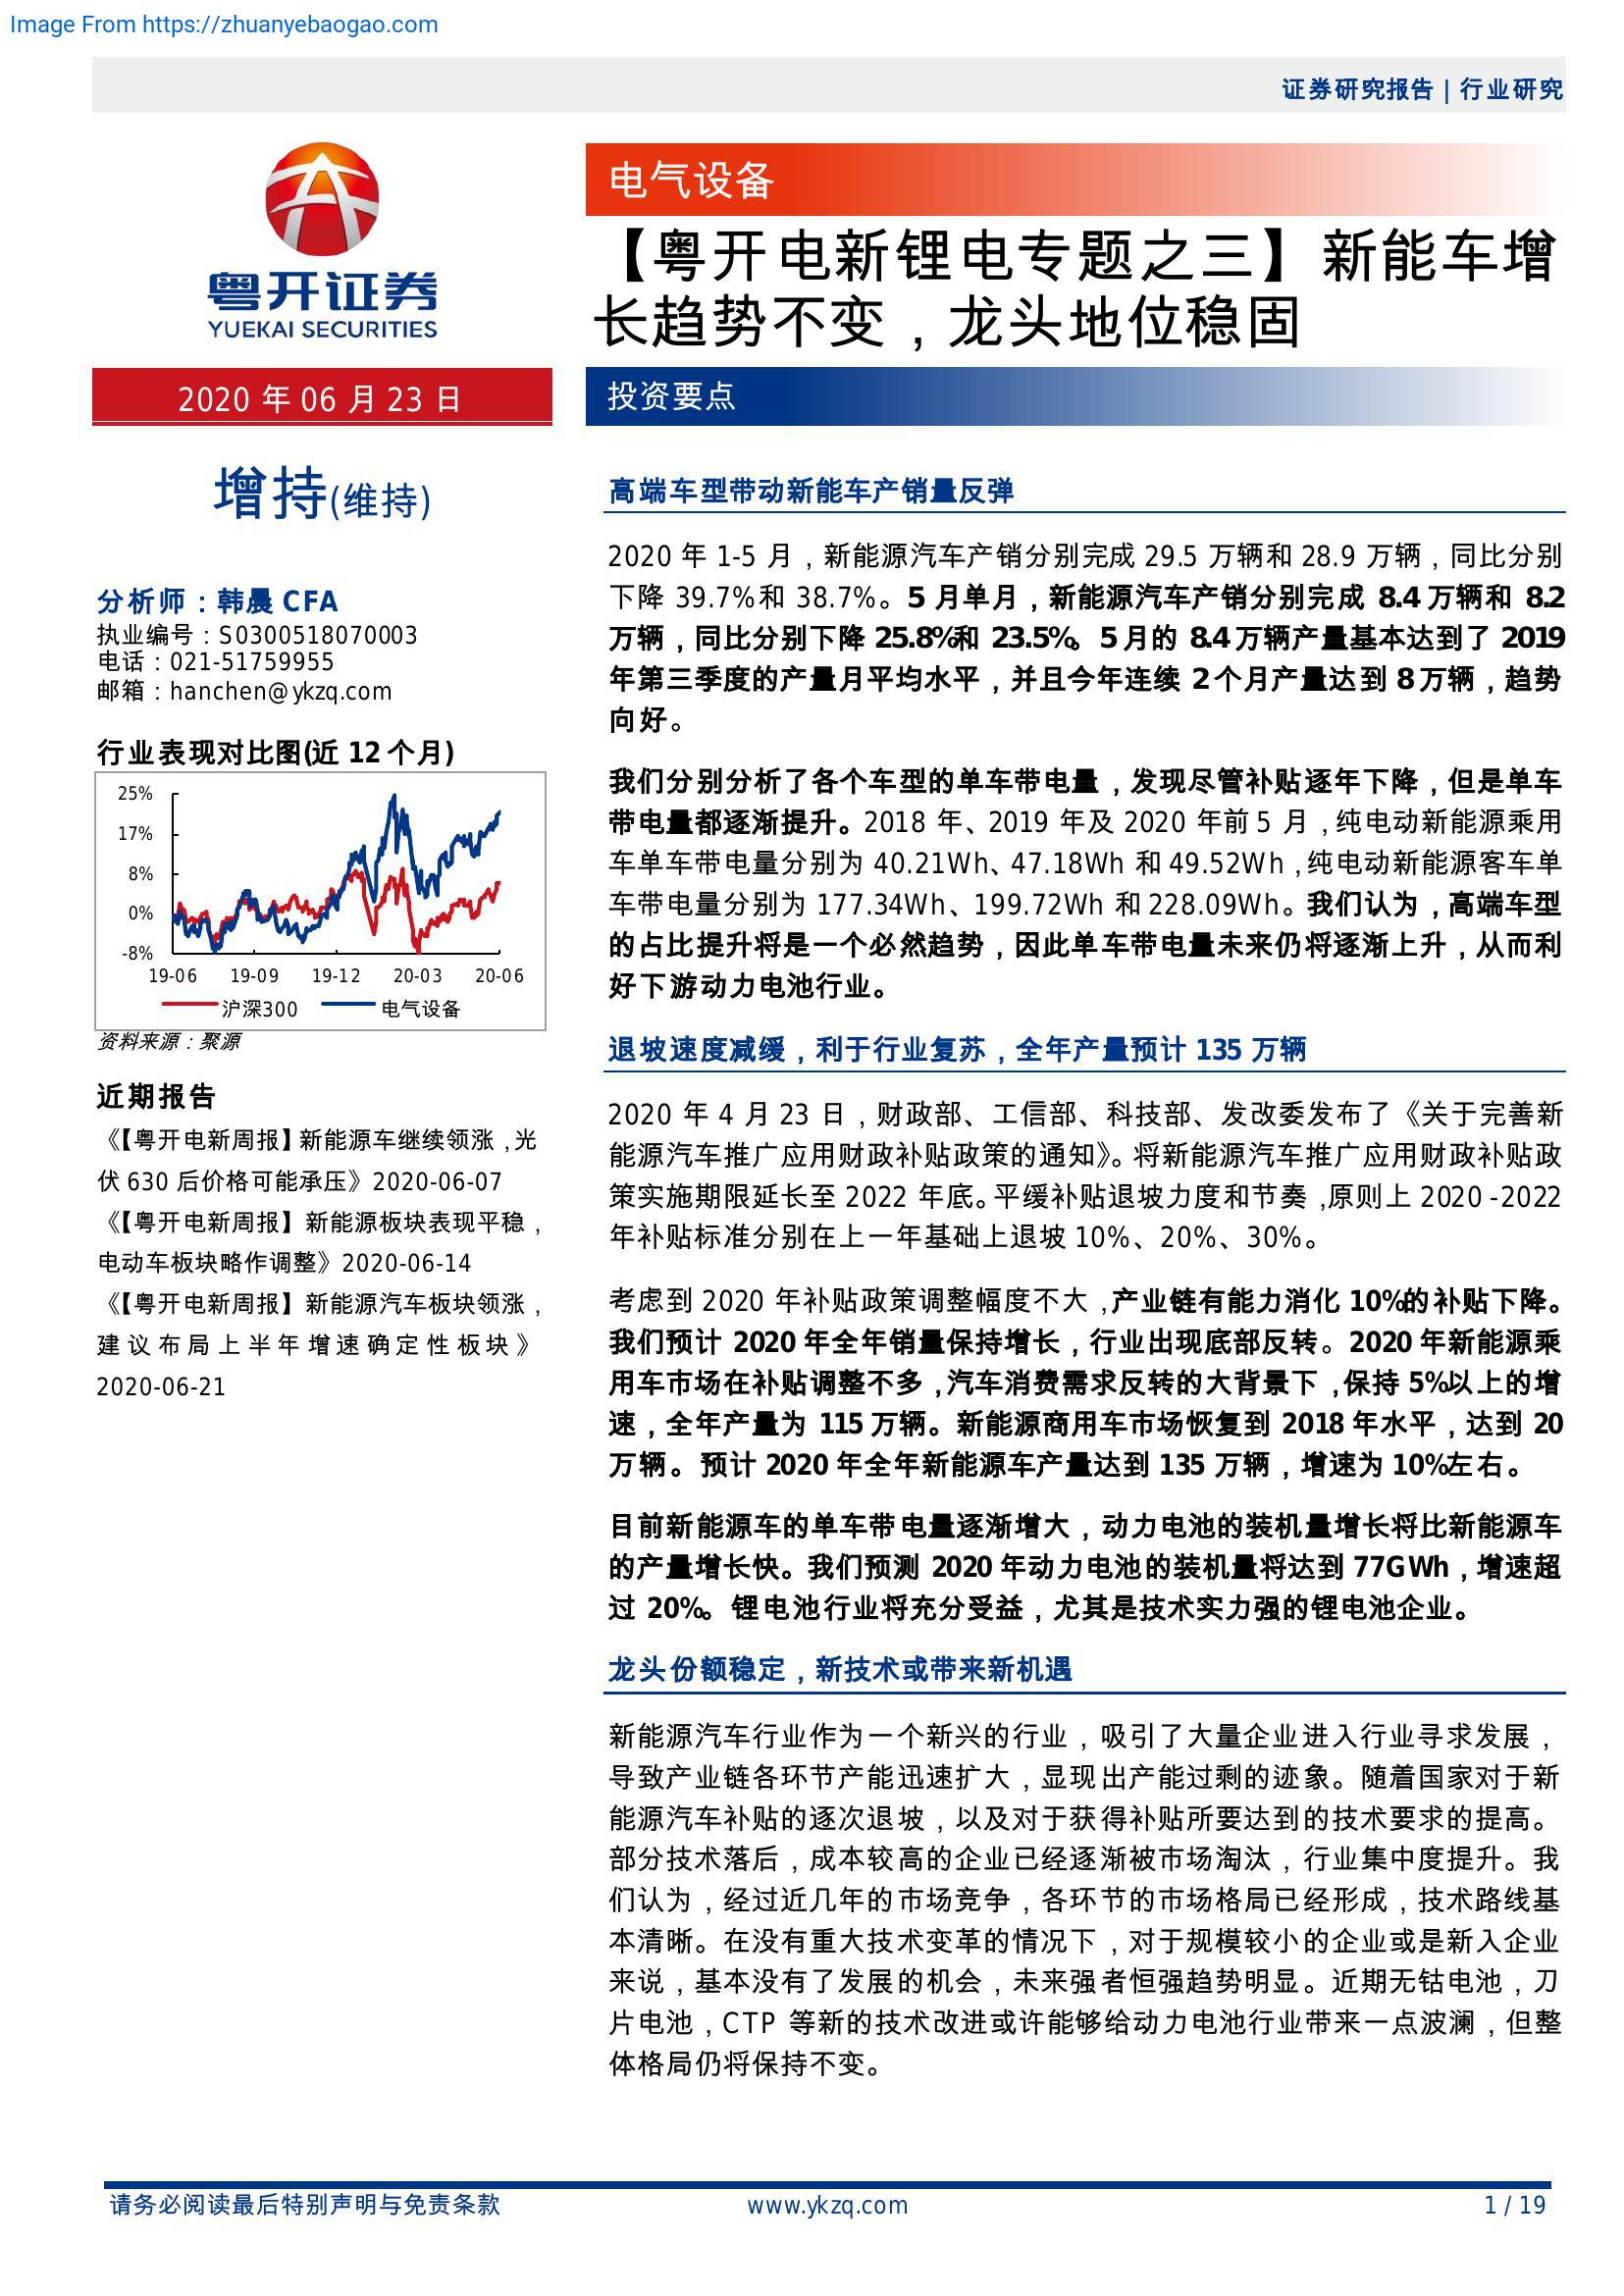 Image From https://zhuanyebaogao.com
证券研究报告 | 行业研究
粤开证券
YUEKAI SECURITIES
2020 年 06 月 23 日
增持(维持)
分析师：韩晨 CFA
执业编号：S0300518070003
电话：021-51759955
邮箱：hanchen@ykzq.com
行业表现对比图(近 12 个月)
25%
17%
8%
0%
-8%
19-06 19-09 19-12 20-03 20-06
沪深300 电气设备
资料来源：聚源
近期报告
《【粤开电新周报】新能源车继续领涨，光
伏 630 后价格可能承压》2020-06-07
《【粤开电新周报】新能源板块表现平稳，
电动车板块略作调整》2020-06-14
《【粤开电新周报】新能源汽车板块领涨，
建议布局上半年增速确定性板块》
2020-06-21
电气设备
【粤开电新锂电专题之三】新能车增
长趋势不变，龙头地位稳固
投资要点
高端车型带动新能车产销量反弹
2020 年 1-5 月，新能源汽车产销分别完成 29.5 万辆和 28.9 万辆，同比分别
下降 39.7%和 38.7%。5 月单月，新能源汽车产销分别完成 8.4 万辆和 8.2
万辆，同比分别下降 25.8%和 23.5%。5 月的 8.4 万辆产量基本达到了 2019
年第三季度的产量月平均水平，并且今年连续 2 个月产量达到 8 万辆，趋势
向好。
我们分别分析了各个车型的单车带电量，发现尽管补贴逐年下降，但是单车
带电量都逐渐提升。2018 年、2019 年及 2020 年前 5 月，纯电动新能源乘用
车单车带电量分别为 40.21Wh、47.18Wh 和 49.52Wh，纯电动新能源客车单
车带电量分别为 177.34Wh、199.72Wh 和 228.09Wh。我们认为，高端车型
的占比提升将是一个必然趋势，因此单车带电量未来仍将逐渐上升，从而利
好下游动力电池行业。
退坡速度减缓，利于行业复苏，全年产量预计 135 万辆
2020 年 4 月 23 日，财政部、工信部、科技部、发改委发布了《关于完善新
能源汽车推广应用财政补贴政策的通知》。将新能源汽车推广应用财政补贴政
策实施期限延长至 2022 年底。平缓补贴退坡力度和节奏，原则上 2020 -2022
年补贴标准分别在上一年基础上退坡 10%、20%、30%。
考虑到 2020 年补贴政策调整幅度不大，产业链有能力消化 10%的补贴下降。
我们预计 2020 年全年销量保持增长，行业出现底部反转。2020 年新能源乘
用车市场在补贴调整不多，汽车消费需求反转的大背景下，保持 5%以上的增
速，全年产量为 115 万辆。新能源商用车市场恢复到 2018 年水平，达到 20
万辆。预计 2020 年全年新能源车产量达到 135 万辆，增速为 10%左右。
目前新能源车的单车带电量逐渐增大，动力电池的装机量增长将比新能源车
的产量增长快。我们预测 2020 年动力电池的装机量将达到 77GWh，增速超
过 20%。锂电池行业将充分受益，尤其是技术实力强的锂电池企业。
龙头份额稳定，新技术或带来新机遇
新能源汽车行业作为一个新兴的行业，吸引了大量企业进入行业寻求发展，
导致产业链各环节产能迅速扩大，显现出产能过剩的迹象。随着国家对于新
能源汽车补贴的逐次退坡，以及对于获得补贴所要达到的技术要求的提高。
部分技术落后，成本较高的企业已经逐渐被市场淘汰，行业集中度提升。我
们认为，经过近几年的市场竞争，各环节的市场格局已经形成，技术路线基
本清晰。在没有重大技术变革的情况下，对于规模较小的企业或是新入企业
来说，基本没有了发展的机会，未来强者恒强趋势明显。近期无钴电池，刀
片电池，CTP 等新的技术改进或许能够给动力电池行业带来一点波澜，但整
体格局仍将保持不变。
请务必阅读最后特别声明与免责条款 www.ykzq.com 1 / 19